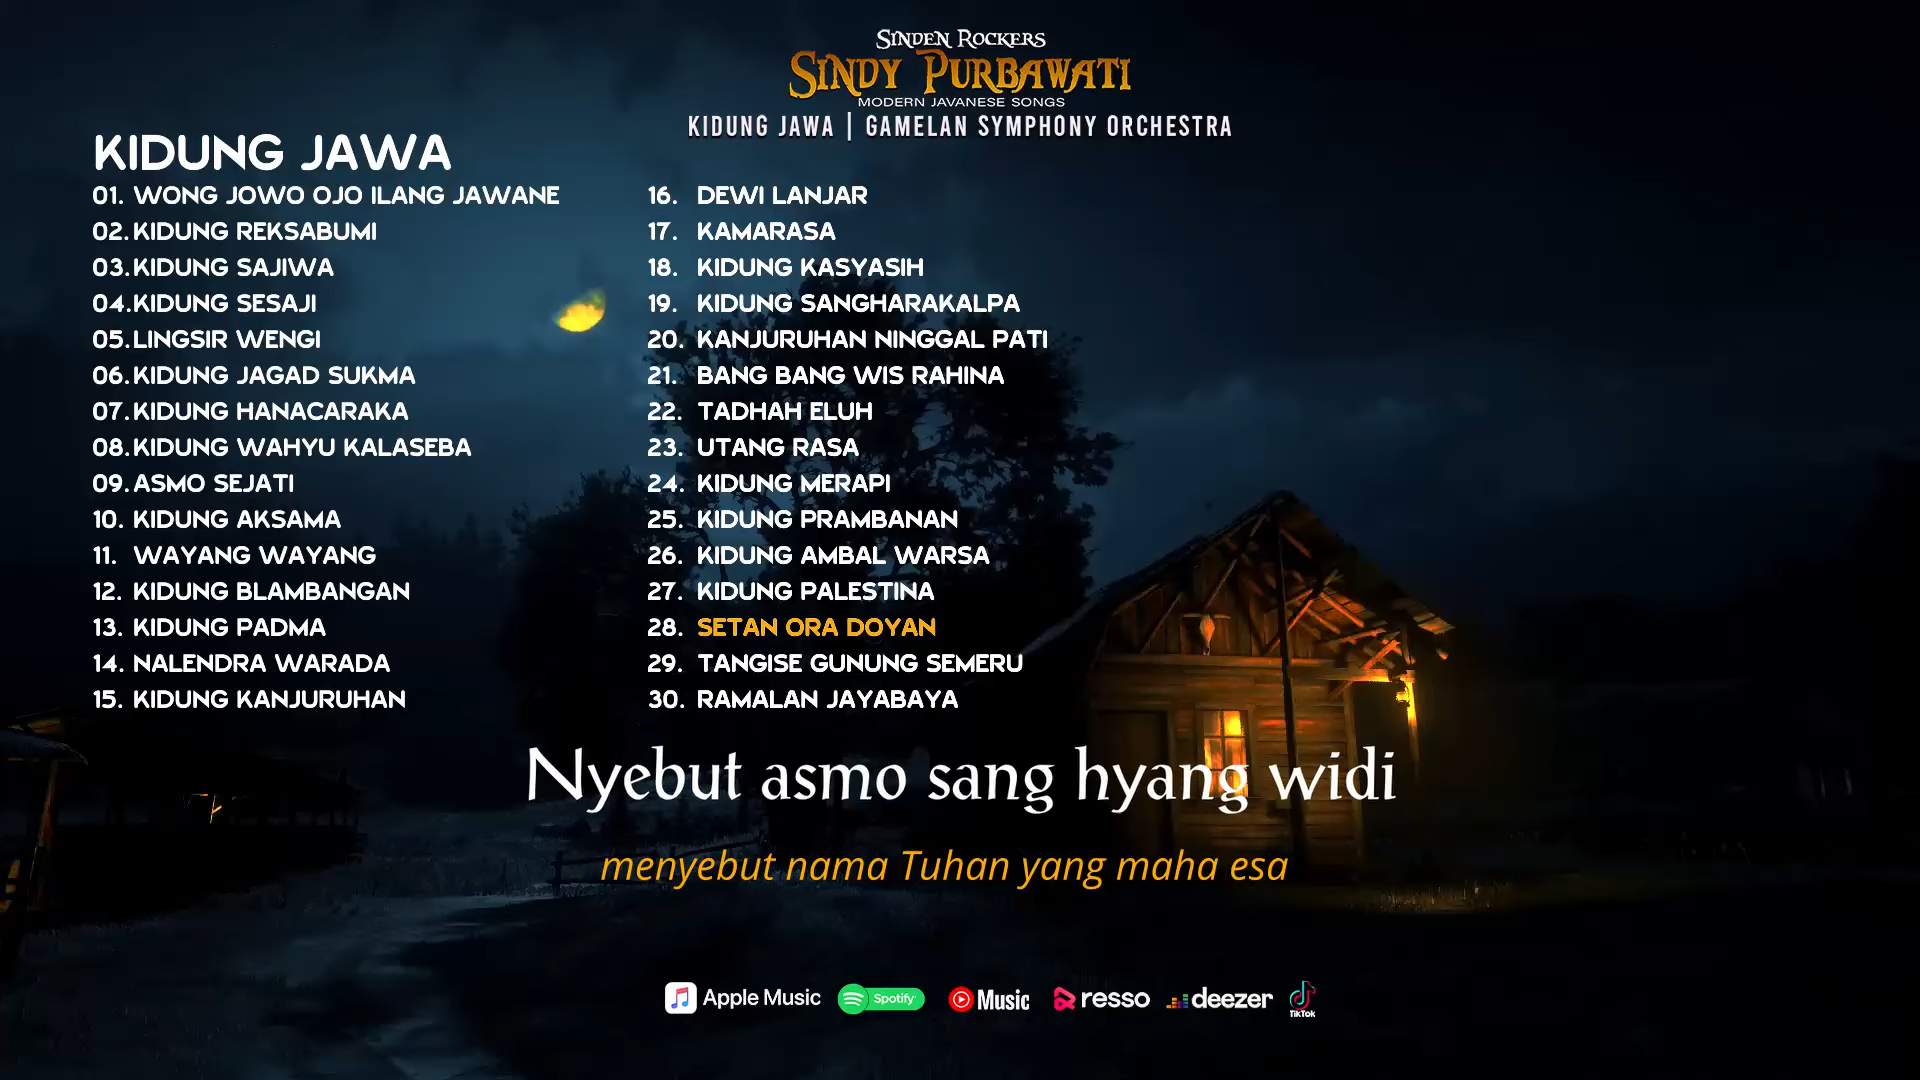 SINDEN ROCKERS
SINDY PURBAWATI
MODERN JAVANESE SONGS
KIDUNG JAWA | GAMELAN SYMPHONY ORCHESTRA
KIDUNG JAWA
01. WONG JOWO OJO ILANG JAWANE
02. KIDUNG REKSABUMI
03. KIDUNG SAJIWA
04. KIDUNG SESAJI
05. LINGSIR WENGI
06. KIDUNG JAGAD SUKMA
07. KIDUNG HANACARAKA
08. KIDUNG WAHYU KALASEBA
09. ASMO SEJATI
10. KIDUNG AKSAMA
11. WAYANG WAYANG
12. KIDUNG BLAMBANGAN
13. KIDUNG PADMA
14. NALENDRA WARADA
15. KIDUNG KANJURUHAN
16. DEWI LANJAR
17. KAMARASA
18. KIDUNG KASYASIH
19. KIDUNG SANGHARAKALPA
20. KANJURUHAN NINGGAL PATI
21. BANG BANG WIS RAHINA
22. TADHAH ELUH
23. UTANG RASA
24. KIDUNG MERAPI
25. KIDUNG PRAMBANAN
26. KIDUNG AMBAL WARSA
27. KIDUNG PALESTINA
28. SETAN ORA DOYAN
29. TANGISE GUNUNG SEMERU
30. RAMALAN JAYABAYA
Nyebut asmo sang hyang widi
menyebut nama Tuhan yang maha esa
Apple Music Spotify Music resso deezer TikTok